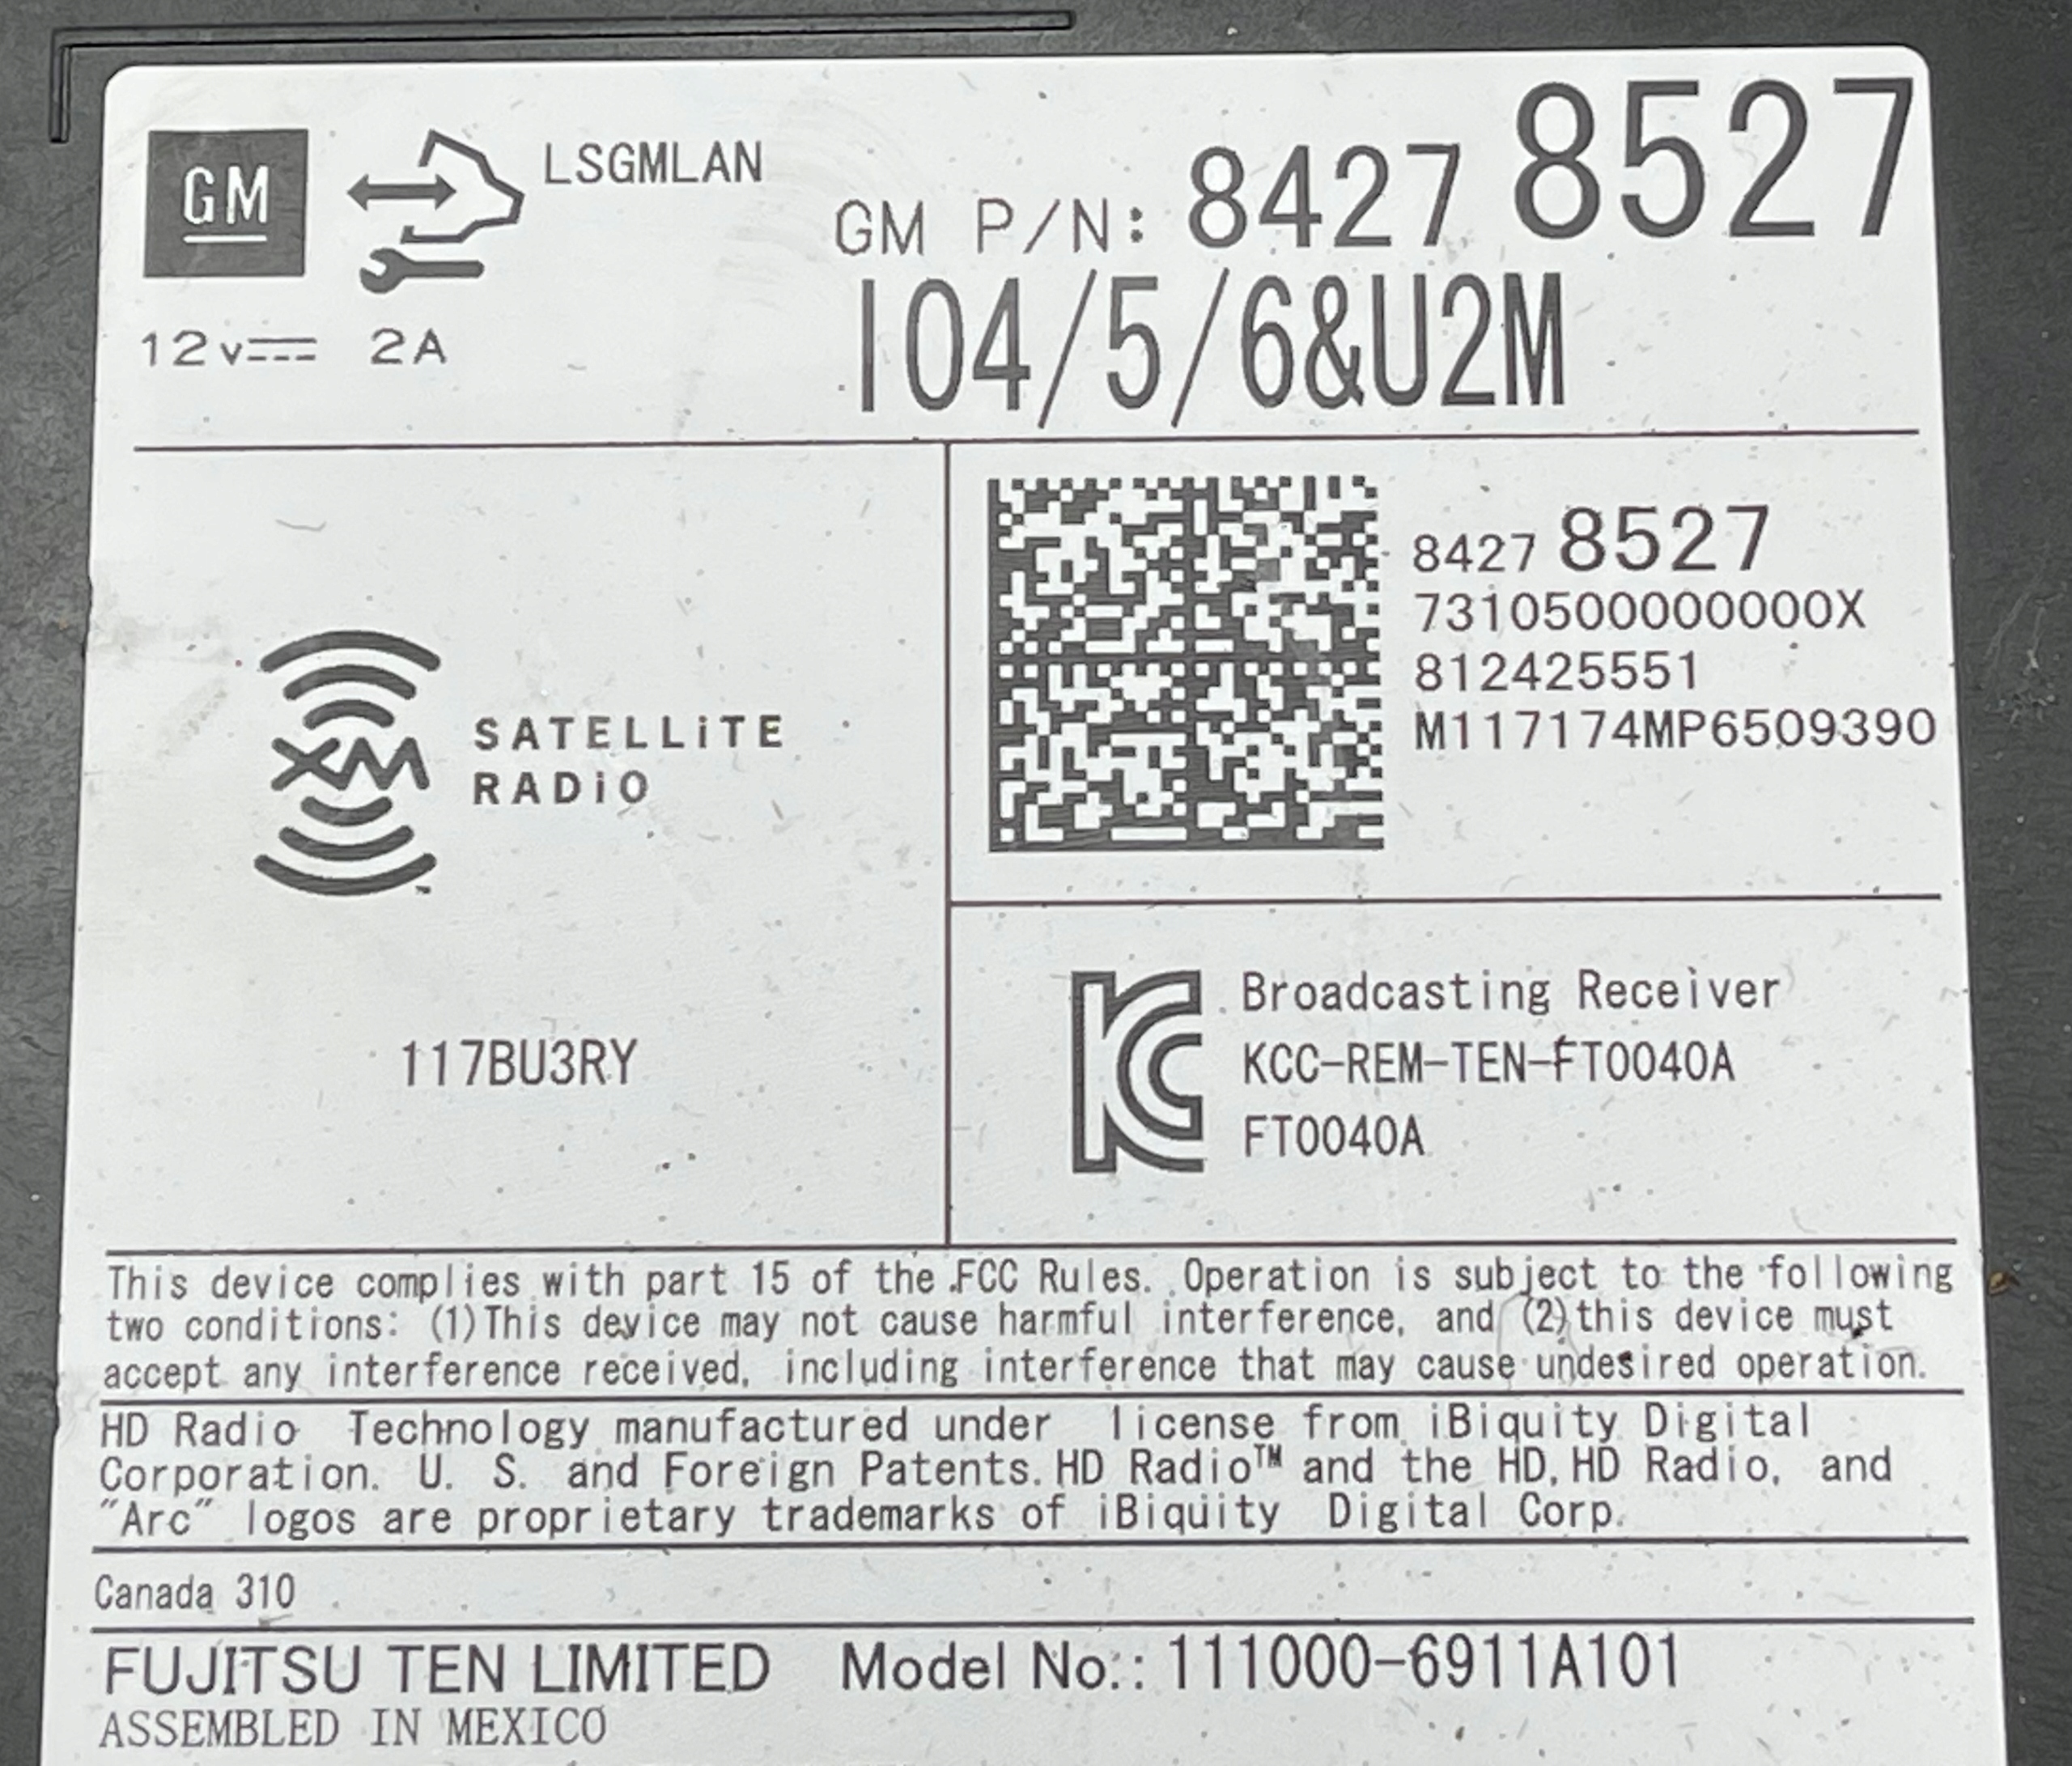 GM
LSGMLAN
GM P/N: 8427 8527
12v 2A
IO4/5/6&U2M
8427 8527
7310500000000X
812425551
M117174MP6509390
XM SATELLiTE
RADiO
117BU3RY
Broadcasting Receiver
KCC-REM-TEN-FT0040A
FT0040A
This device complies with part 15 of the FCC Rules. Operation is subject to the following
two conditions: (1)This device may not cause harmful interference, and (2)this device must
accept any interference received, including interference that may cause undesired operation.
HD Radio Technology manufactured under license from iBiquity Digital
Corporation. U. S. and Foreign Patents. HD Radio™ and the HD, HD Radio, and
"Arc" logos are proprietary trademarks of iBiquity Digital Corp.
Canada 310
FUJITSU TEN LIMITED Model No.: 111000-6911A101
ASSEMBLED IN MEXICO